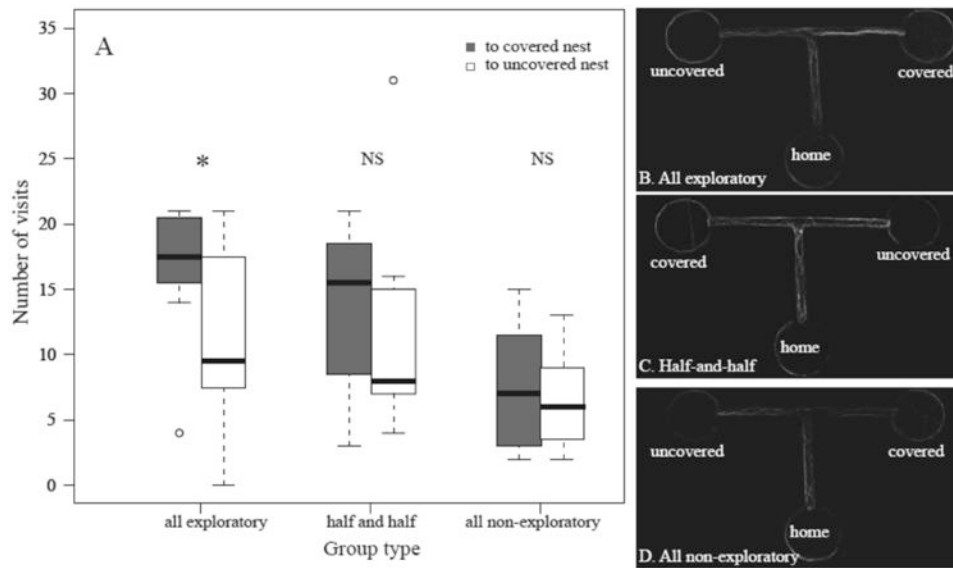 A
to covered nest
to uncovered nest
35
30
25
20
15
10
5
0
Number of visits
*
NS
NS
all exploratory
half and half
all non-exploratory
Group type
uncovered
covered
home
B. All exploratory
covered
uncovered
home
C. Half-and-half
uncovered
covered
home
D. All non-exploratory